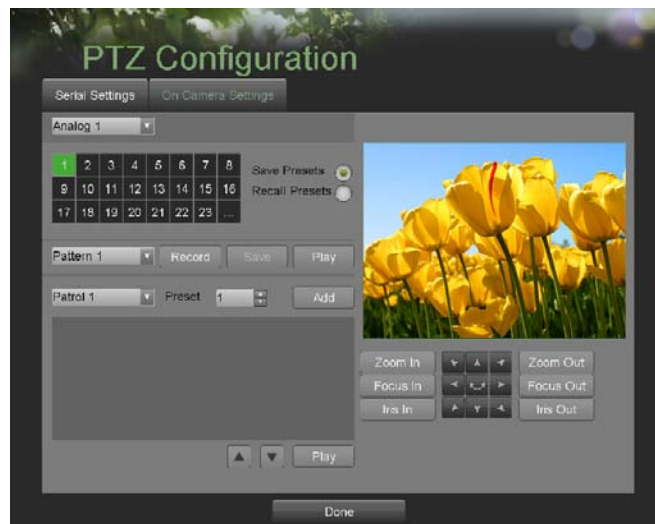 PTZ Configuration
Serial Settings On Camera Settings
Analog 1
1 2 3 4 5 6 7 8
9 10 11 12 13 14 15 16
17 18 19 20 21 22 23 ...
Save Presets
Recall Presets
Pattern 1 Record Save Play
Patrol 1 Preset 1 Add
Play
Zoom In Zoom Out
Focus In Focus Out
Iris In Iris Out
Done